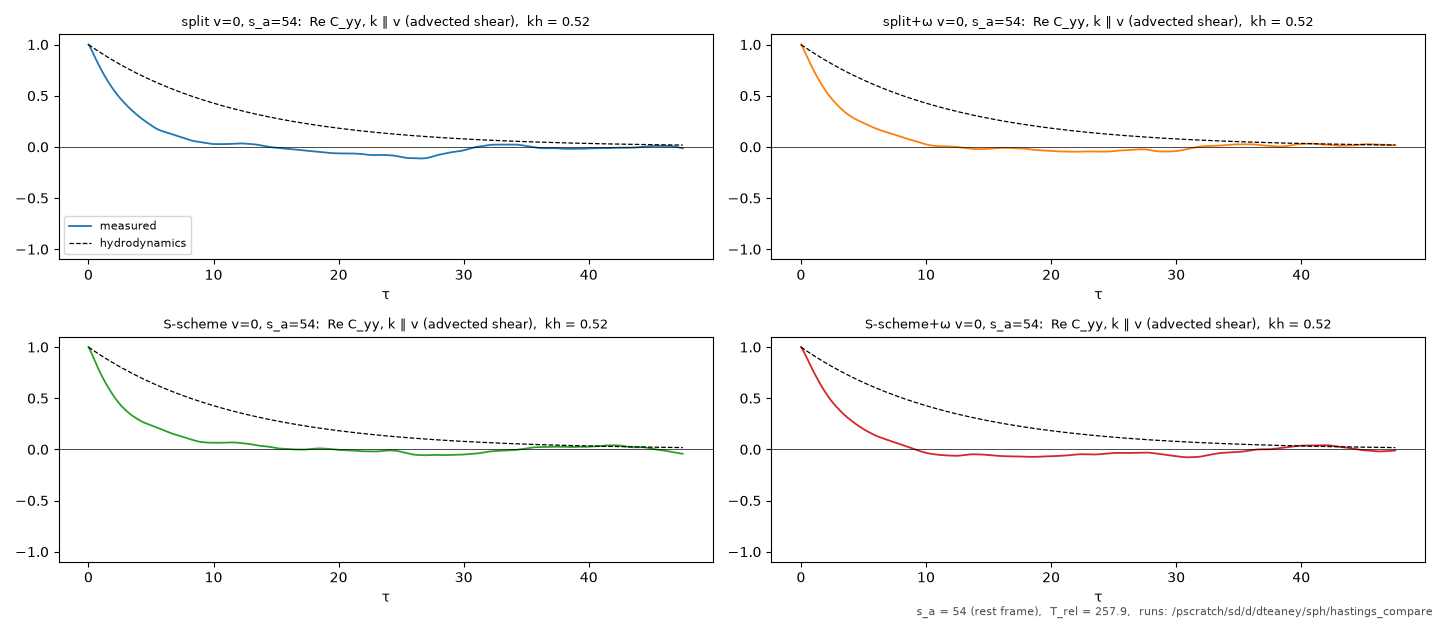 split v=0, s_a=54:  Re C_yy, k ∥ v (advected shear),  kh = 0.52
1.0
0.5
0.0
−0.5
−1.0
measured
hydrodynamics
0 10 20 30 40
τ
split+ω v=0, s_a=54:  Re C_yy, k ∥ v (advected shear),  kh = 0.52
1.0
0.5
0.0
−0.5
−1.0
0 10 20 30 40
τ
S-scheme v=0, s_a=54:  Re C_yy, k ∥ v (advected shear),  kh = 0.52
1.0
0.5
0.0
−0.5
−1.0
0 10 20 30 40
τ
S-scheme+ω v=0, s_a=54:  Re C_yy, k ∥ v (advected shear),  kh = 0.52
1.0
0.5
0.0
−0.5
−1.0
0 10 20 30 40
τ
s_a = 54 (rest frame),  T_rel = 257.9,  runs: /pscratch/sd/d/dteaney/sph/hastings_compare